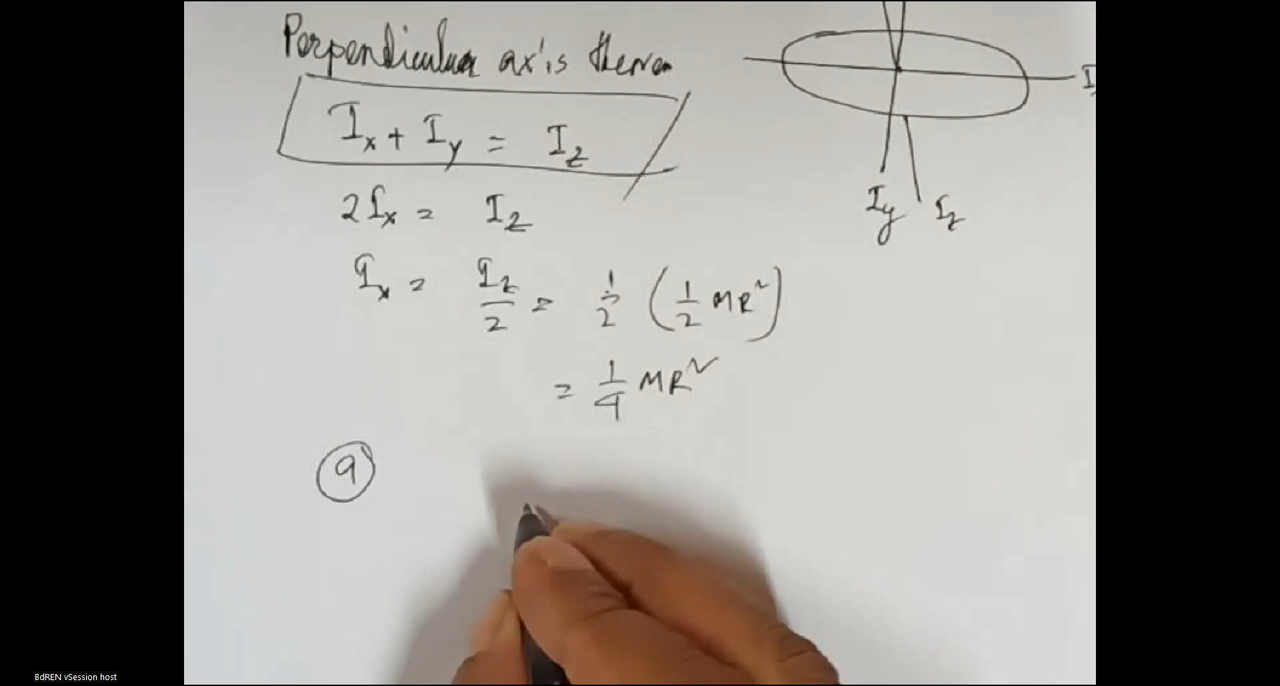 Perpendicular axis therem
I
Ix + Iy = Iz
2Ix = Iz
Iy Iz
Ix = Iz/2 = 1/2 (1/2 MR²)
= 1/4 MR²
9
BdREN vSession host